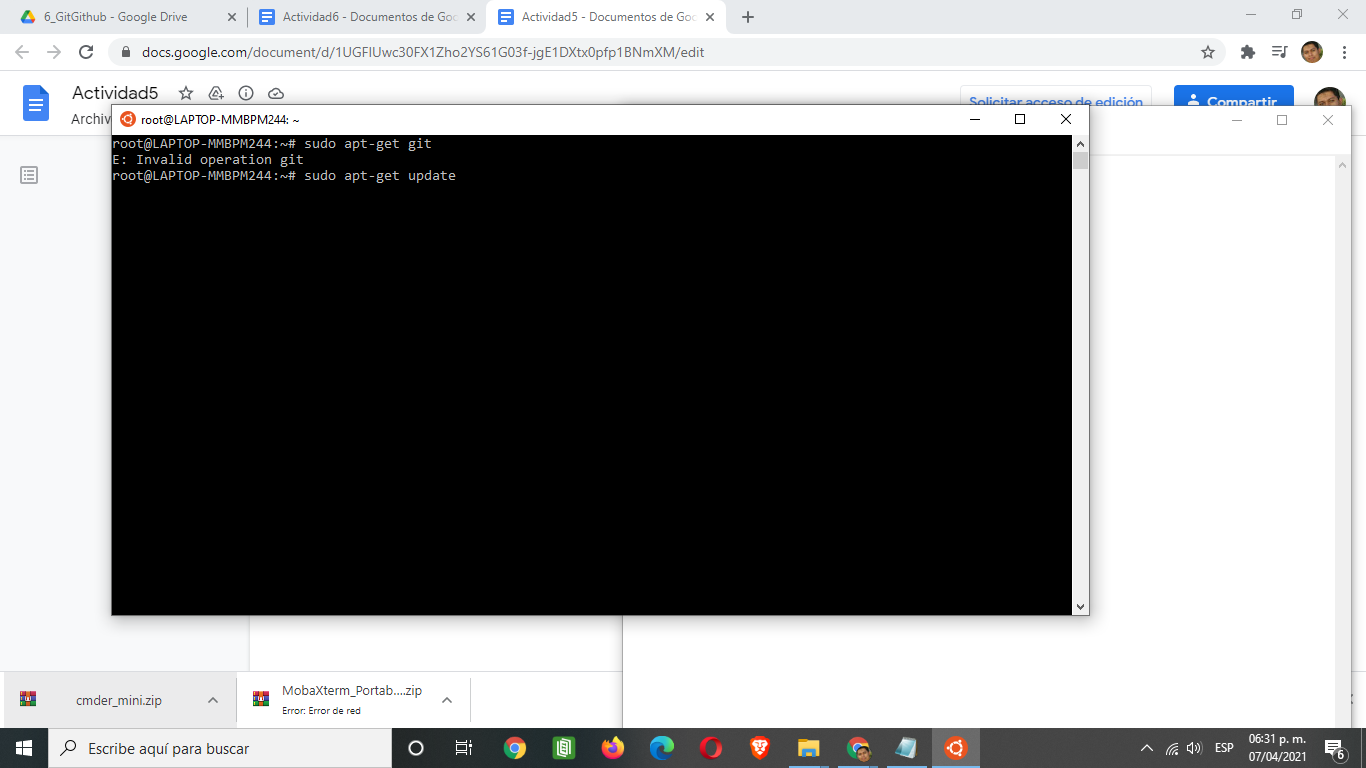 6_GitGithub - Google Drive
Actividad6 - Documentos de Goo
Actividad5 - Documentos de Goo
docs.google.com/document/d/
Actividad5
Solicitar acceso de edición
Compartir
Archiv
root@LAPTOP-MMBPM244: ~
root@LAPTOP-MMBPM244:~# sudo apt-get git
E: Invalid operation git
root@LAPTOP-MMBPM244:~# sudo apt-get update
cmder_mini.zip
MobaXterm_Portab....zip
Error: Error de red
Escribe aquí para buscar
ESP
06:31 p. m.
07/04/2021
6